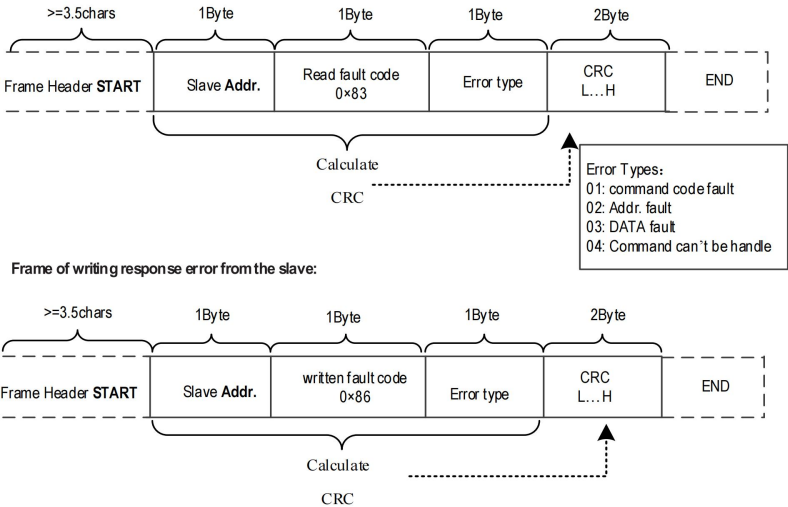 >=3.5chars 1Byte 1Byte 1Byte 2Byte
Frame Header START
Slave Addr.
Read fault code
0×83
Error type
CRC
L…H
END
Calculate
CRC
Error Types:
01: command code fault
02: Addr. fault
03: DATA fault
04: Command can't be handle
Frame of writing response error from the slave:
>=3.5chars 1Byte 1Byte 1Byte 2Byte
Frame Header START
Slave Addr.
written fault code
0×86
Error type
CRC
L…H
END
Calculate
CRC